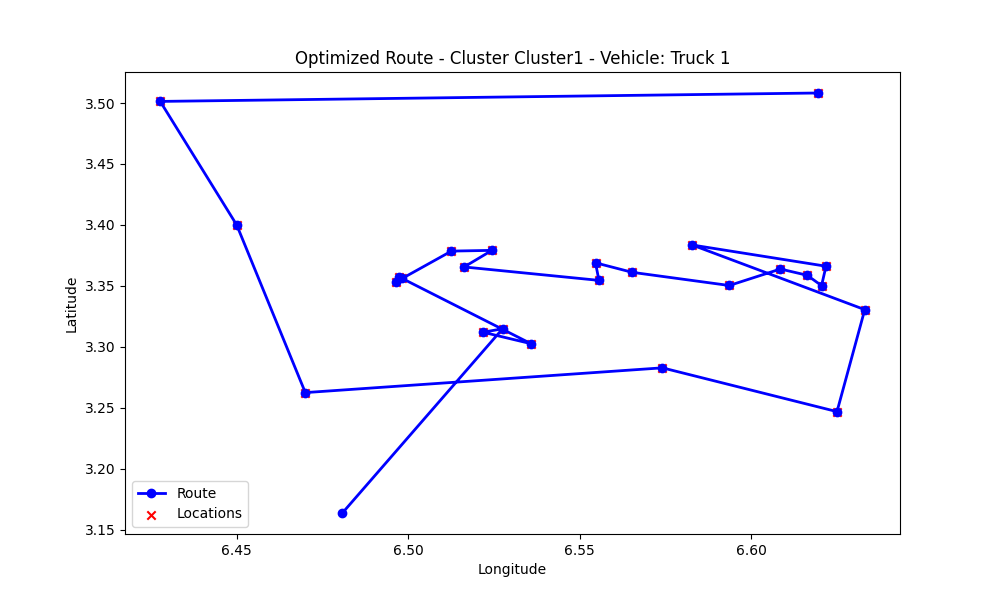 Optimized Route - Cluster Cluster1 - Vehicle: Truck 1
3.50
3.45
3.40
3.35
3.30
3.25
3.20
3.15
Latitude
Route
Locations
6.45 6.50 6.55 6.60
Longitude